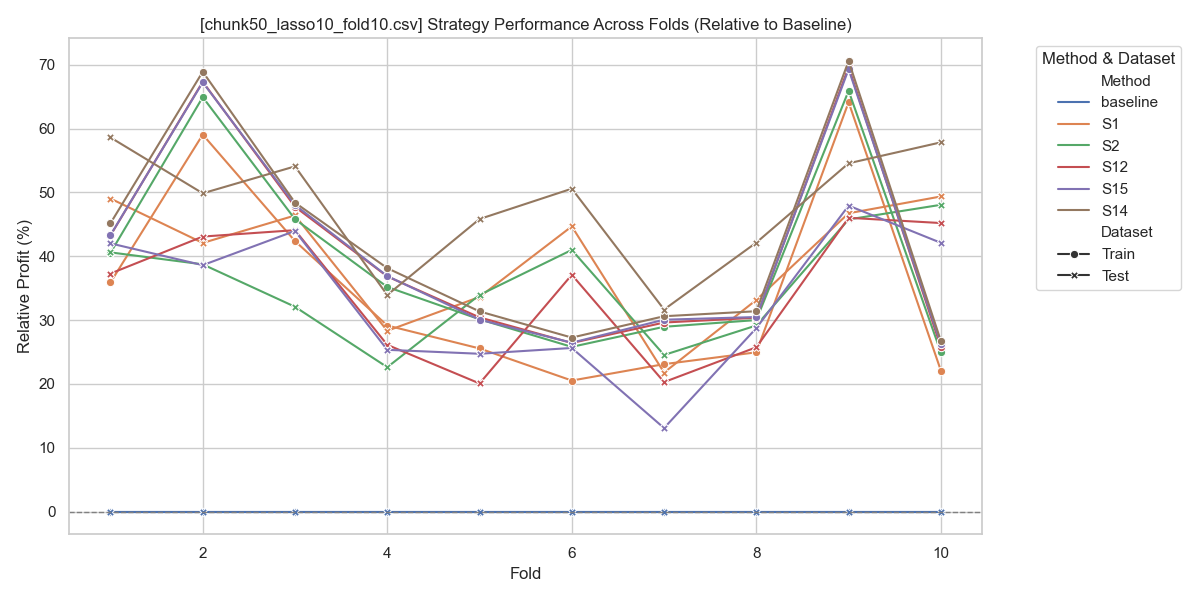 [chunk50_lasso10_fold10.csv] Strategy Performance Across Folds (Relative to Baseline)
Relative Profit (%)
70
60
50
40
30
20
10
0
2
4
6
8
10
Fold
Method & Dataset
Method
baseline
S1
S2
S12
S15
S14
Dataset
Train
Test